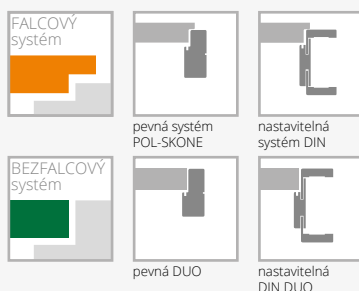 FALCOVÝ
systém
pevná systém
POL-SKONE
nastavitelná
systém DIN
BEZFALCOVÝ
systém
pevná DUO
nastavitelná
DIN DUO